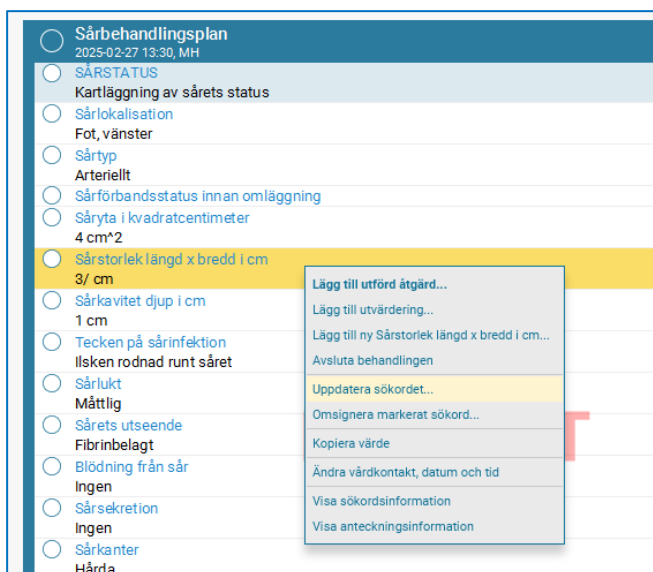 Sårbehandlingsplan
2025-02-27 13:30, MH
SÅRSTATUS
Kartläggning av sårets status
Sårlokalisation
Fot, vänster
Sårtyp
Arteriellt
Sårförbandsstatus innan omläggning
Såryta i kvadratcentimeter
4 cm^2
Sårstorlek längd x bredd i cm
3/ cm
Sårkavitet djup i cm
1 cm
Tecken på sårinfektion
Ilsken rodnad runt såret
Sårlukt
Måttlig
Sårets utseende
Fibrinbelagt
Blödning från sår
Ingen
Sårsekretion
Ingen
Sårkanter
Hårda
Lägg till utförd åtgärd...
Lägg till utvärdering...
Lägg till ny Sårstorlek längd x bredd i cm...
Avsluta behandlingen
Uppdatera sökordet...
Omsignera markerat sökord...
Kopiera värde
Ändra vårdkontakt, datum och tid
Visa sökordsinformation
Visa anteckningsinformation